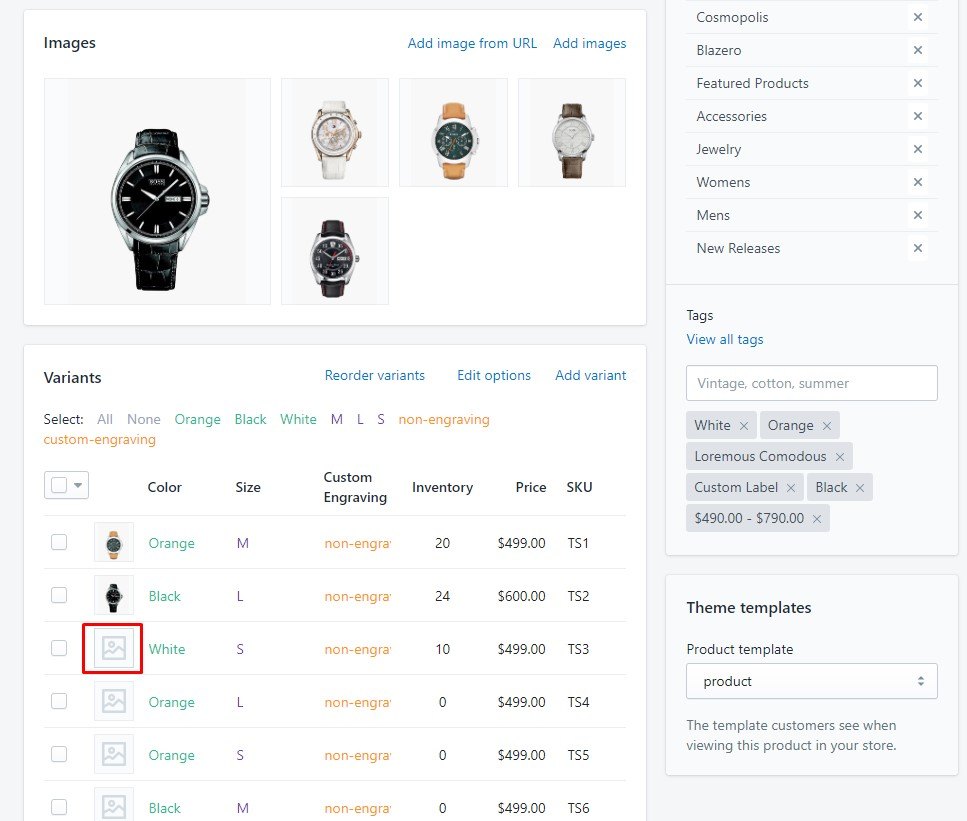 Images
Add image from URL Add images
Variants
Reorder variants Edit options Add variant
Select: All None Orange Black White M L S non-engraving
custom-engraving
Color Size Custom Engraving Inventory Price SKU
Orange M non-engra 20 $499.00 TS1
Black L non-engra 24 $600.00 TS2
White S non-engra 10 $499.00 TS3
Orange L non-engra 0 $499.00 TS4
Orange S non-engra 0 $499.00 TS5
Black M non-engra 0 $499.00 TS6
Cosmopolis
Blazero
Featured Products
Accessories
Jewelry
Womens
Mens
New Releases
Tags
View all tags
Vintage, cotton, summer
White × Orange ×
Loremous Comodous ×
Custom Label × Black ×
$490.00 - $790.00 ×
Theme templates
Product template
product
The template customers see when
viewing this product in your store.